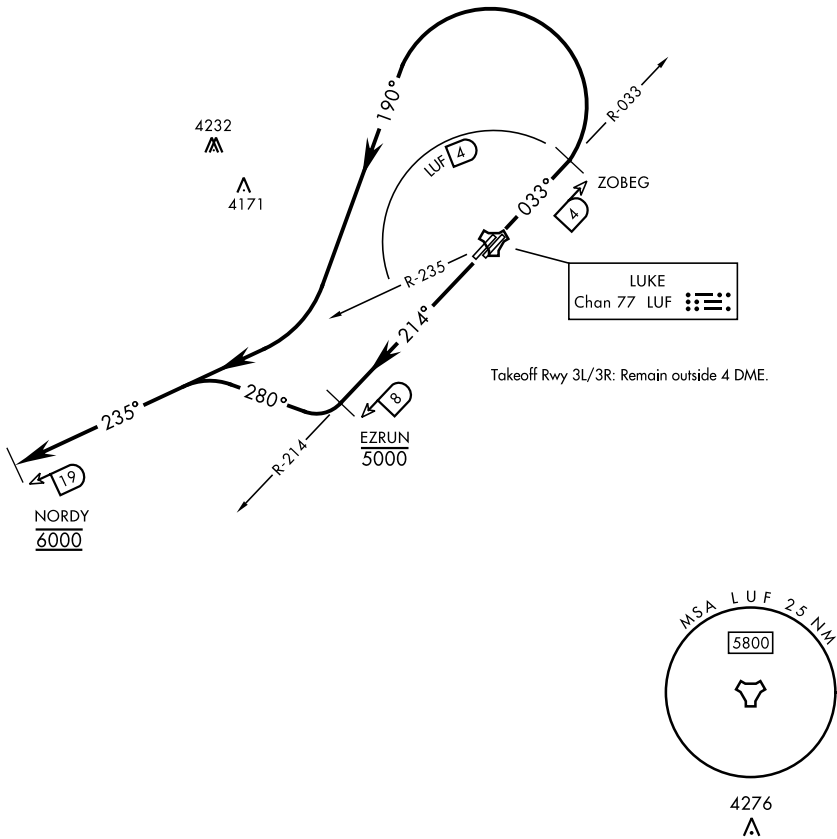 190°
R-033
4232
4171
LUF 4
033°
ZOBEG
4
R-235
LUKE
Chan 77 LUF
214°
Takeoff Rwy 3L/3R: Remain outside 4 DME.
280°
8
235°
EZRUN
5000
R-214
19
NORDY
6000
MSA LUF 25 NM
5800
4276